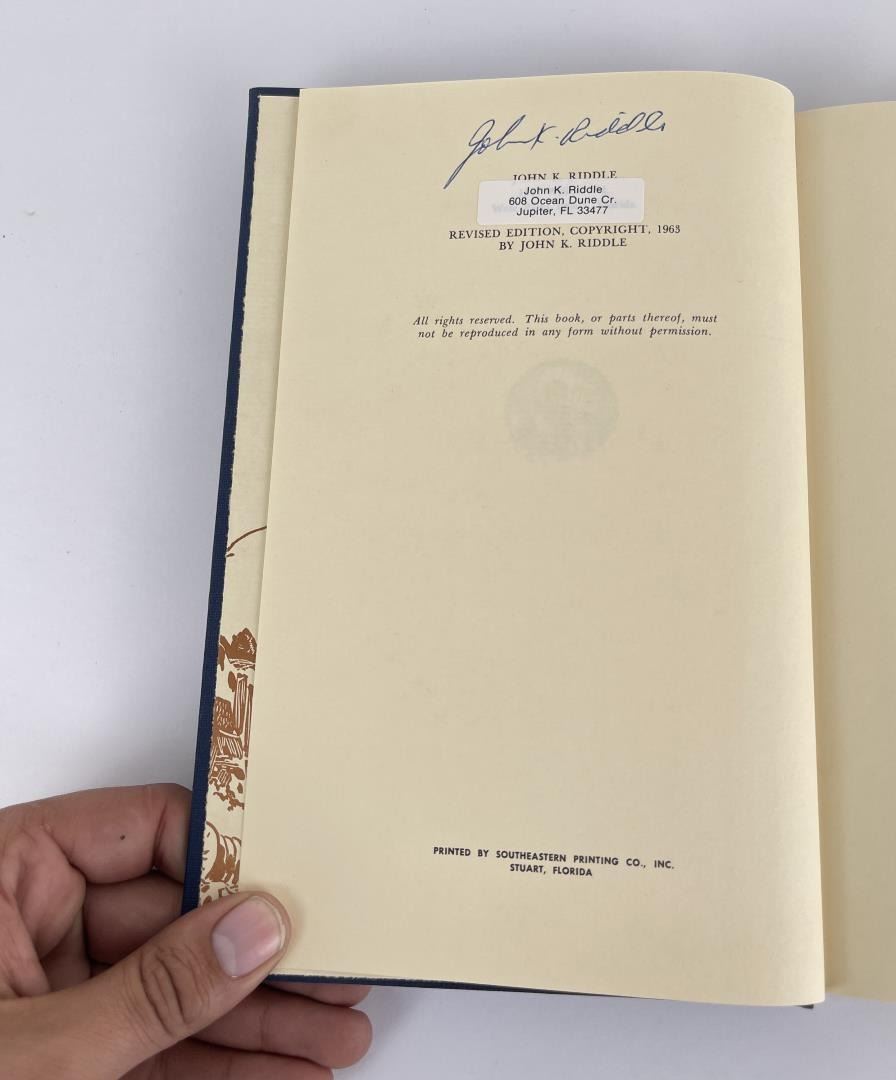 John K. Riddle
JOHN K. RIDDLE
John K. Riddle
608 Ocean Dune Cr.
Jupiter, FL 33477
REVISED EDITION, COPYRIGHT, 1963
BY JOHN K. RIDDLE
All rights reserved. This book, or parts thereof, must
not be reproduced in any form without permission.
PRINTED BY SOUTHEASTERN PRINTING CO., INC.
STUART, FLORIDA